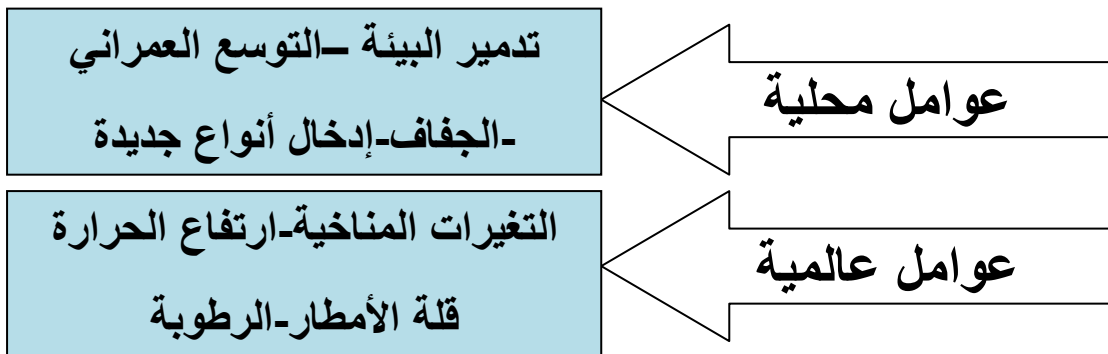 عوامل محلية
تدمير البيئة –التوسع العمراني
-الجفاف-إدخال أنواع جديدة
عوامل عالمية
التغيرات المناخية-ارتفاع الحرارة
قلة الأمطار-الرطوبة